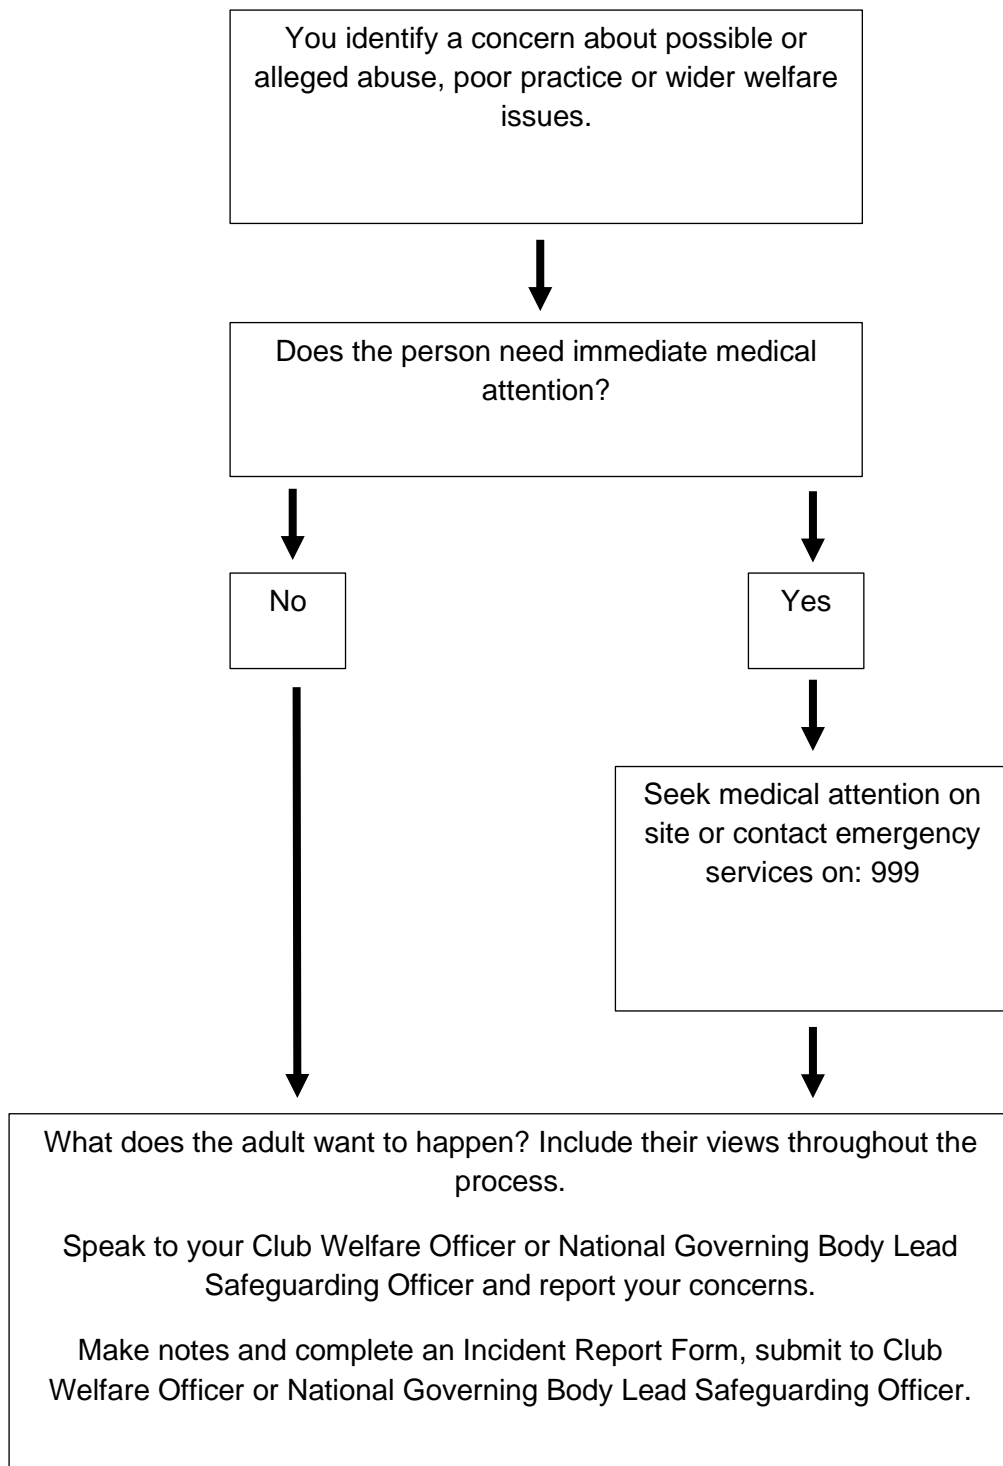 You identify a concern about possible or
alleged abuse, poor practice or wider welfare
issues.
Does the person need immediate medical
attention?
No
Yes
Seek medical attention on
site or contact emergency
services on: 999
What does the adult want to happen? Include their views throughout the
process.
Speak to your Club Welfare Officer or National Governing Body Lead
Safeguarding Officer and report your concerns.
Make notes and complete an Incident Report Form, submit to Club
Welfare Officer or National Governing Body Lead Safeguarding Officer.